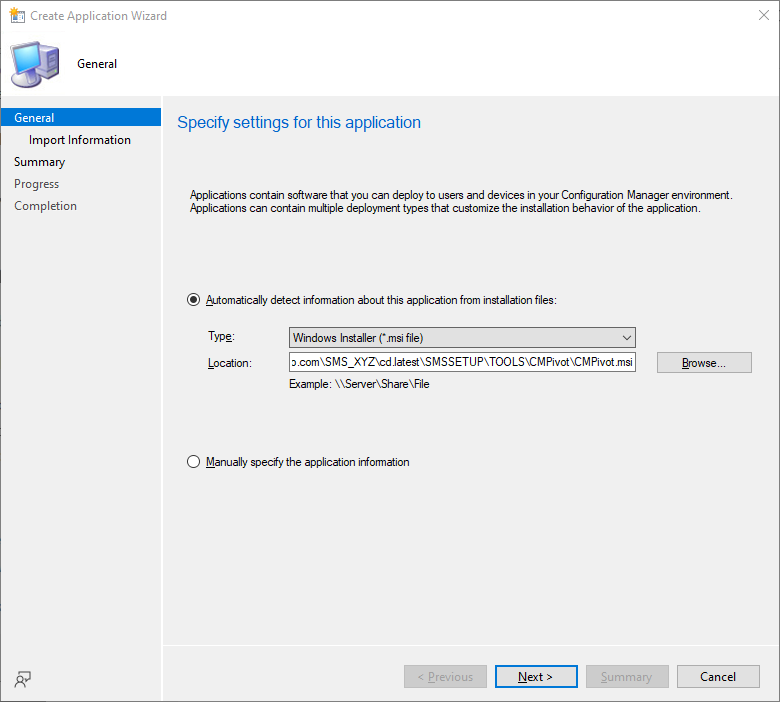 Create Application Wizard
General
General
Import Information
Summary
Progress
Completion
Specify settings for this application
Applications contain software that you can deploy to users and devices in your Configuration Manager environment.
Applications can contain multiple deployment types that customize the installation behavior of the application.
Automatically detect information about this application from installation files:
Type: Windows Installer (*.msi file)
Location: o.com\SMS_XYZ\cd.latest\SMSSETUP\TOOLS\CMPivot\CMPivot.msi Browse...
Example: \\Server\Share\File
Manually specify the application information
< Previous Next > Summary Cancel